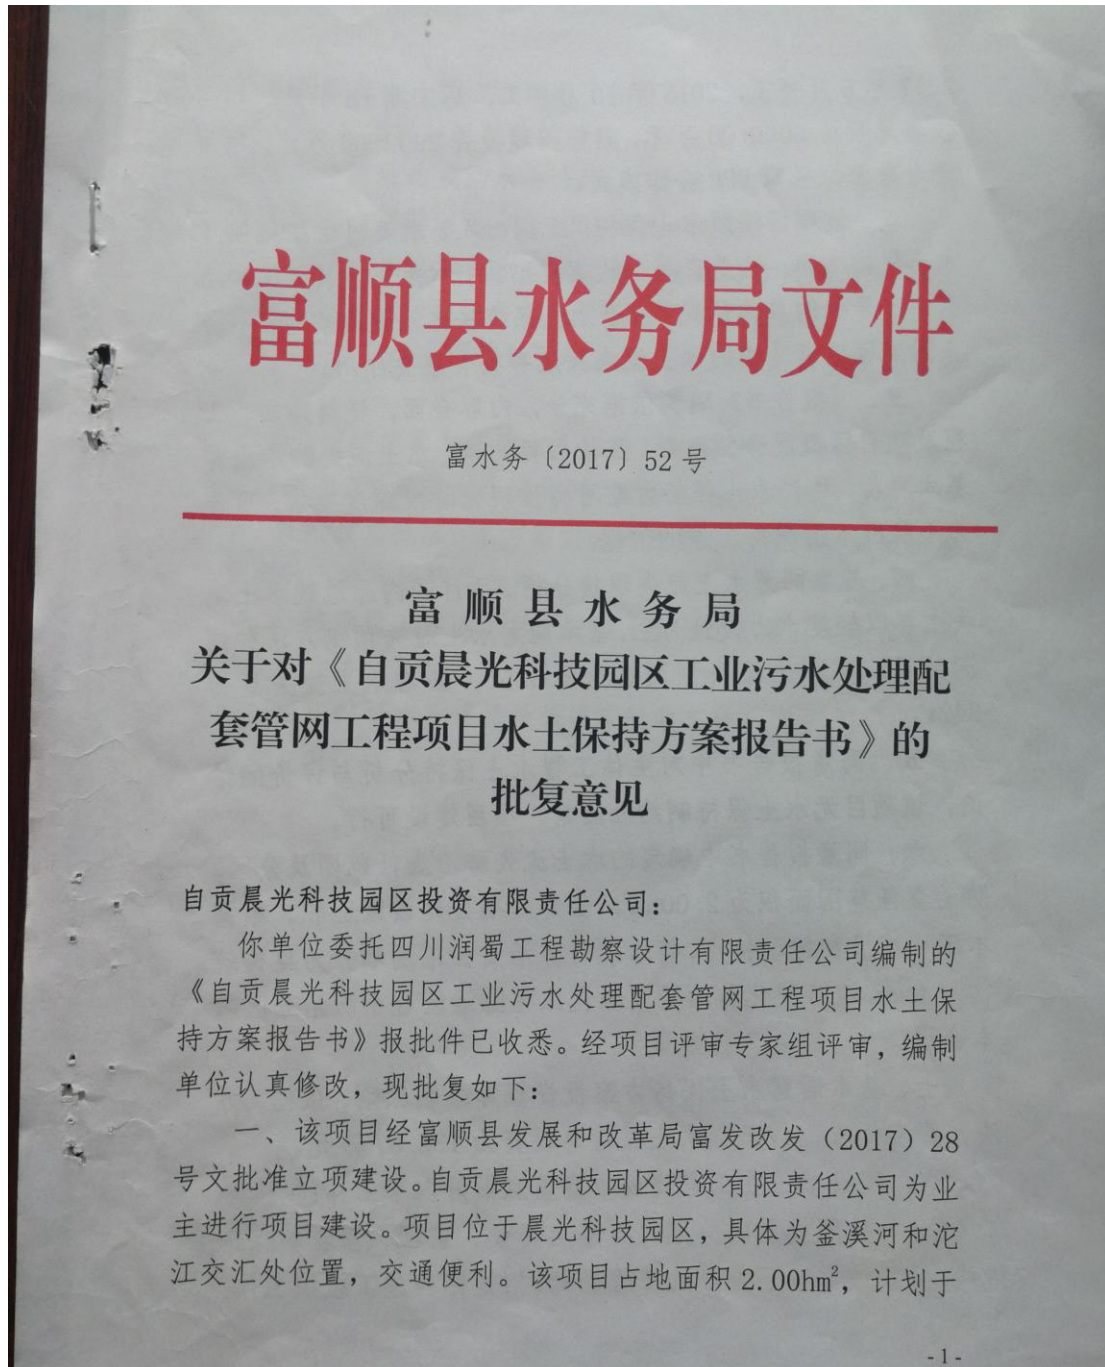 富顺县水务局文件
富水务〔2017〕52号
富顺县水务局
关于对《自贡晨光科技园区工业污水处理配
套管网工程项目水土保持方案报告书》的
批复意见
自贡晨光科技园区投资有限责任公司：
你单位委托四川润蜀工程勘察设计有限责任公司编制的
《自贡晨光科技园区工业污水处理配套管网工程项目水土保
持方案报告书》报批件已收悉。经项目评审专家组评审，编制
单位认真修改，现批复如下：
一、该项目经富顺县发展和改革局富发改发（2017）28
号文批准立项建设。自贡晨光科技园区投资有限责任公司为业
主进行项目建设。项目位于晨光科技园区，具体为釜溪河和沱
江交汇处位置，交通便利。该项目占地面积2.00hm²，计划于
-1-